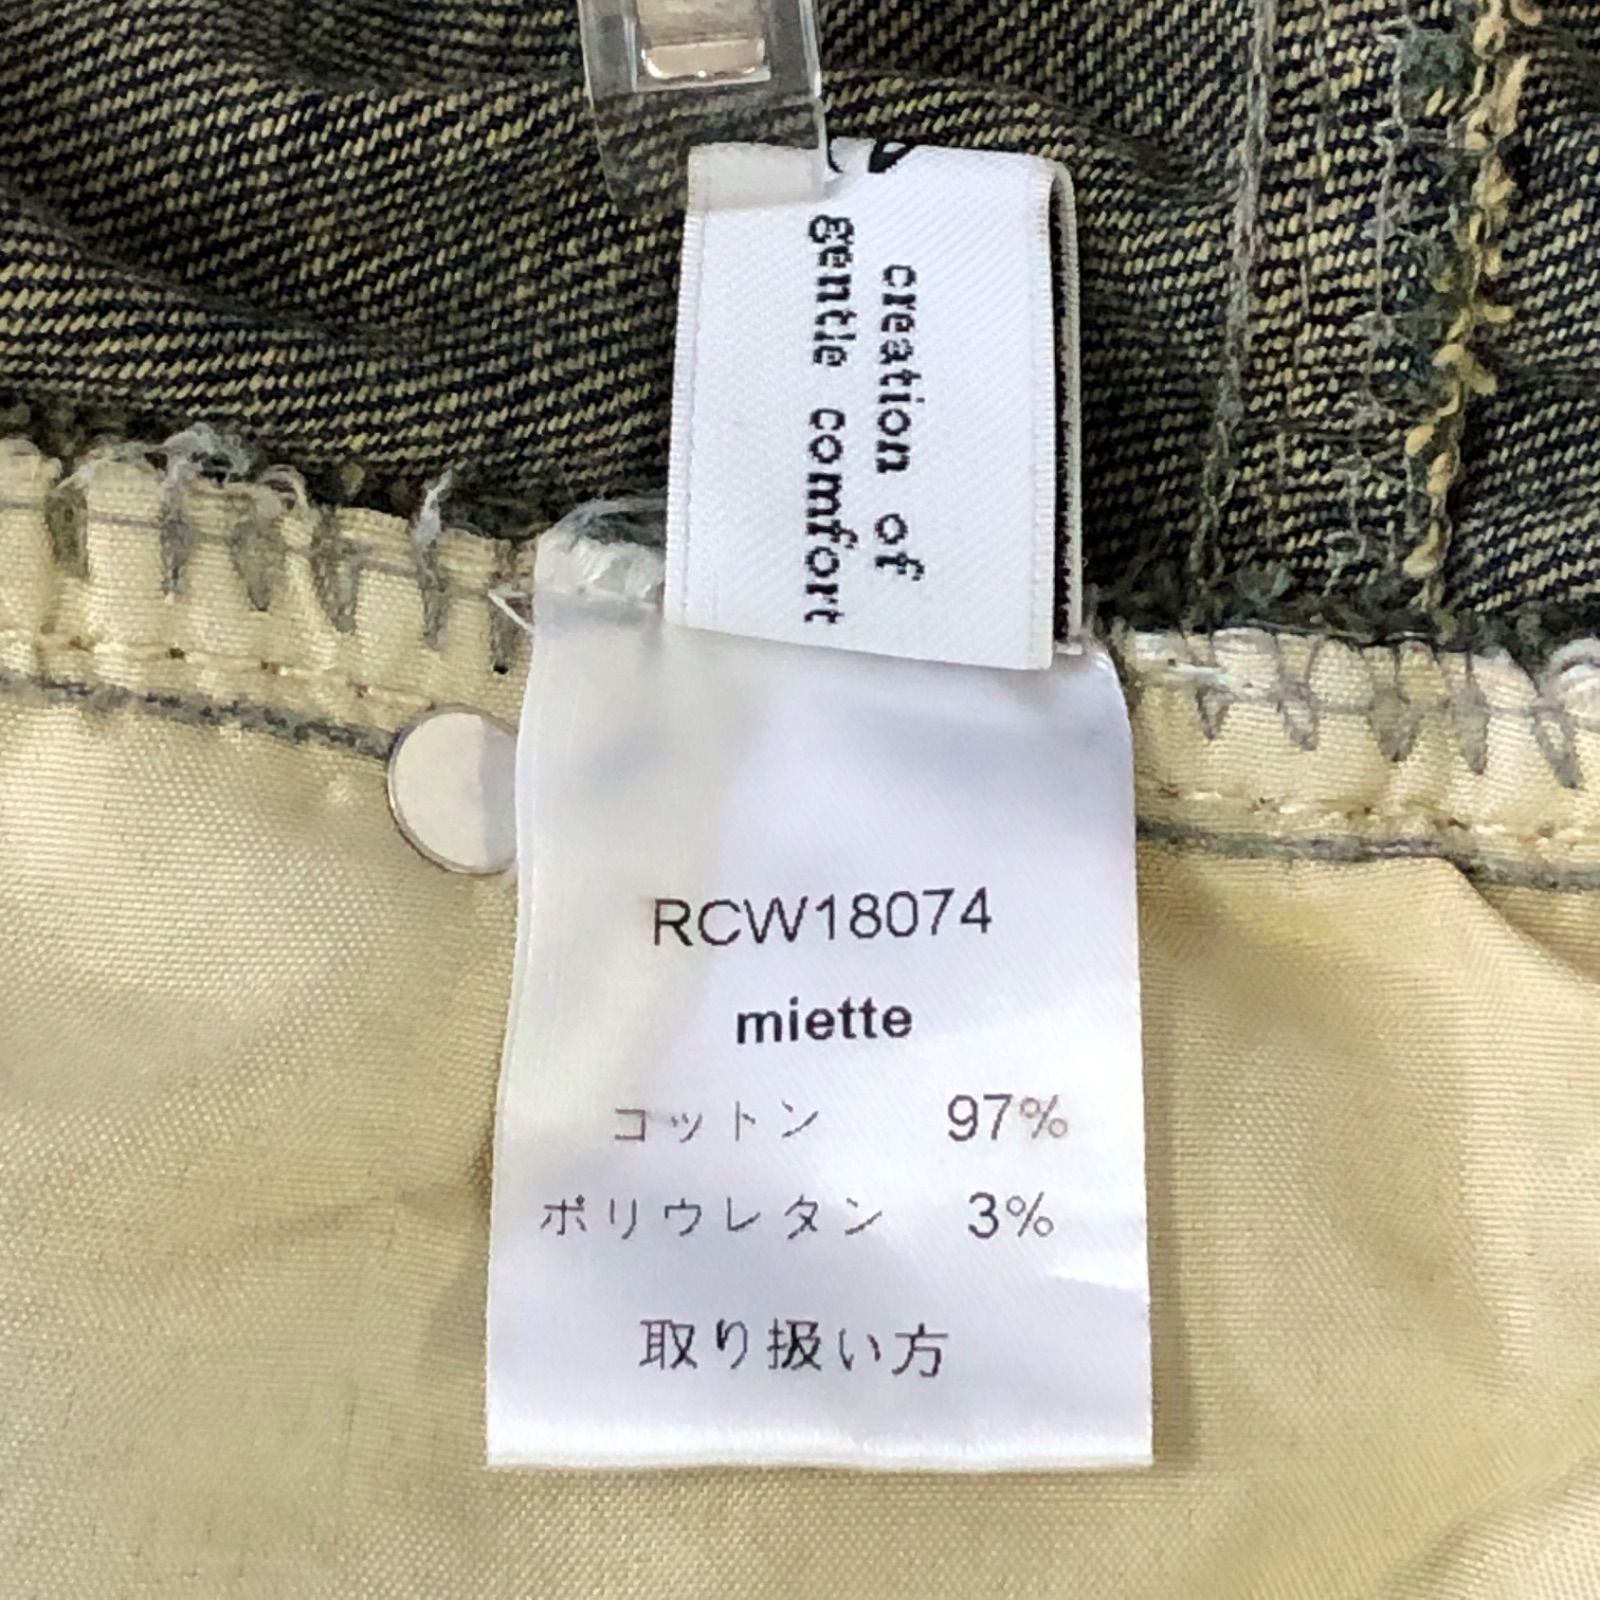 creation of
gentle comfort
RCW18074
miette
コットン 97%
ポリウレタン 3%
取り扱い方